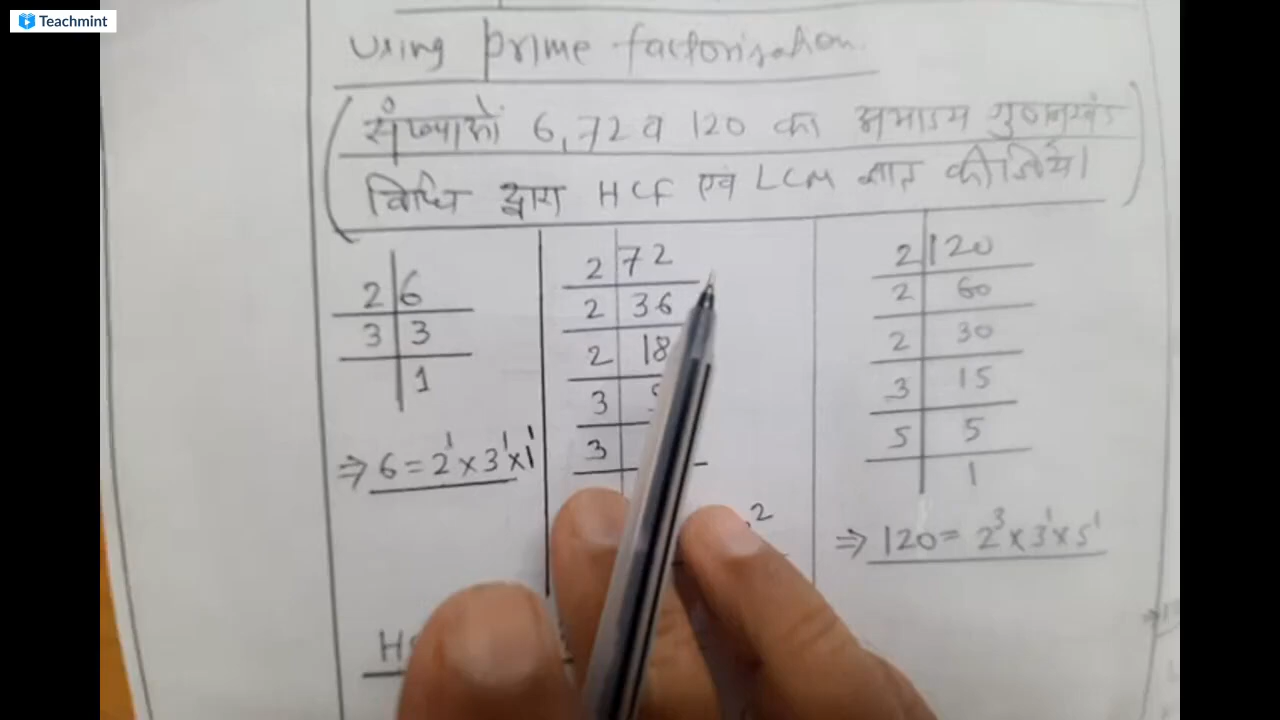 Teachmint
Using prime factorisation.
(संख्याओं 6, 72 व 120 का अभाज्य गुणनखंड
विधि द्वारा HCF एवं LCM ज्ञात कीजिये।)
2 6
3 3
1
⇒ 6 = 2¹ × 3¹ × 1¹
2 72
2 36
2 18
3
3
2
2 120
2 60
2 30
3 15
5 5
1
⇒ 120 = 2³ × 3¹ × 5¹